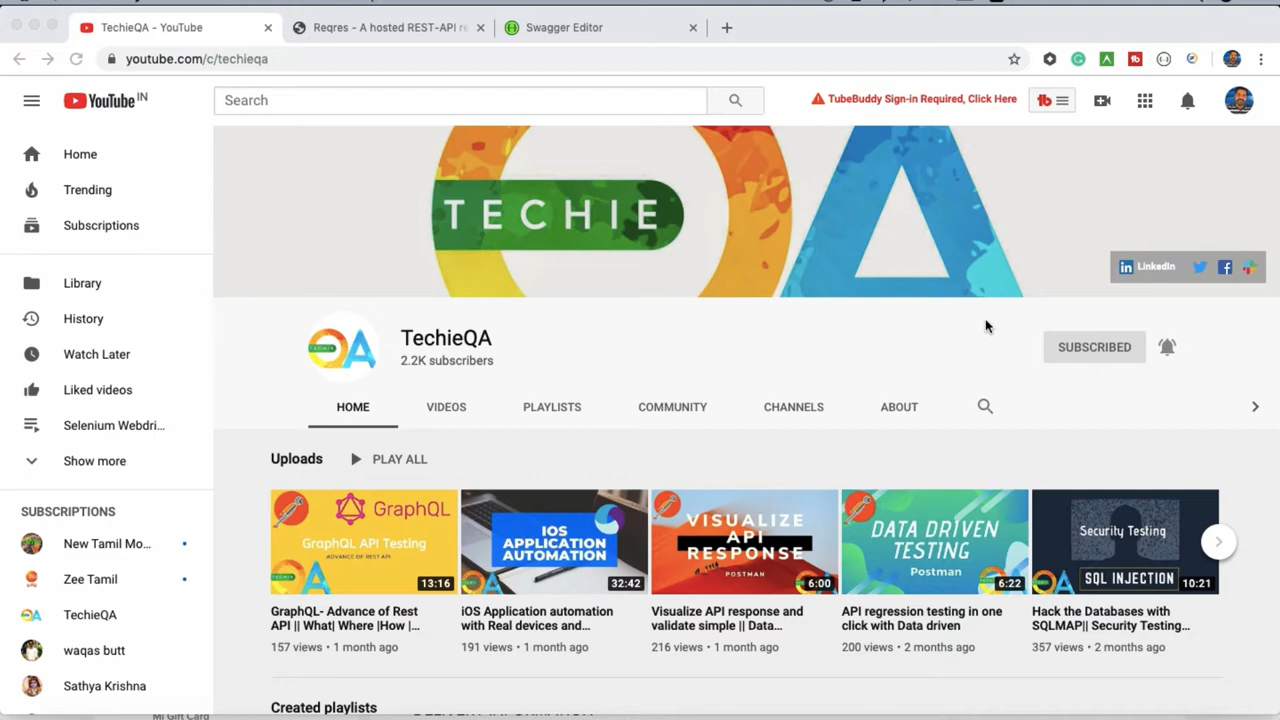 TechieQA - YouTube
Reqres - A hosted REST-API re
Swagger Editor
youtube.com/c/techieqa
YouTube IN
Search
TubeBuddy Sign-in Required, Click Here
Home
Trending
Subscriptions
Library
History
Watch Later
Liked videos
Selenium Webdri...
Show more
SUBSCRIPTIONS
New Tamil Mo...
Zee Tamil
TechieQA
waqas butt
Sathya Krishna
TECHIE
LinkedIn
TechieQA
2.2K subscribers
SUBSCRIBED
HOME
VIDEOS
PLAYLISTS
COMMUNITY
CHANNELS
ABOUT
Uploads
PLAY ALL
GraphQL
GraphQL API Testing
ADVANCE OF REST API
13:16
GraphQL- Advance of Rest
API || What| Where |How |...
157 views • 1 month ago
IOS
APPLICATION
AUTOMATION
32:42
iOS Application automation
with Real devices and...
191 views • 1 month ago
VISUALIZE
API
RESPONSE
POSTMAN
6:00
Visualize API response and
validate simple || Data...
216 views • 1 month ago
DATA DRIVEN
TESTING
Postman
6:22
API regression testing in one
click with Data driven
200 views • 2 months ago
Security Testing
SQL INJECTION
10:21
Hack the Databases with
SQLMAP|| Security Testing...
357 views • 2 months ago
Created playlists
Mi Gift Card